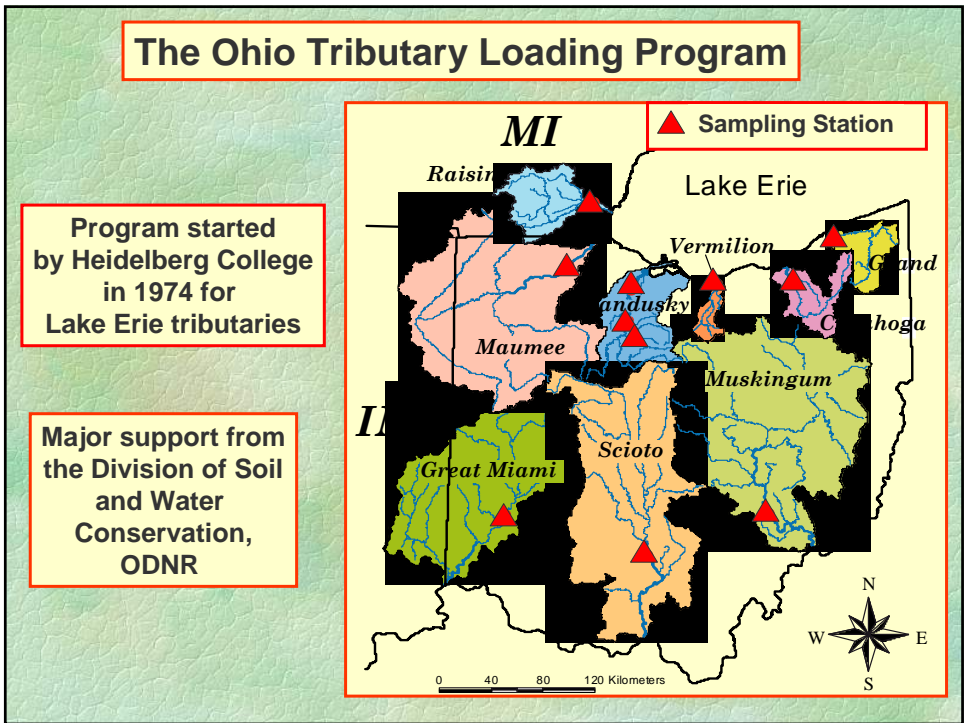 The Ohio Tributary Loading Program
Sampling Station
MI
Raisin
Lake Erie
Program started
by Heidelberg College
in 1974 for
Lake Erie tributaries
Vermilion
Grand
andusky
Maumee
Muskingum
Major support from
the Division of Soil
and Water
Conservation,
ODNR
Scioto
Great Miami
N
W
E
S
0 40 80 120 Kilometers